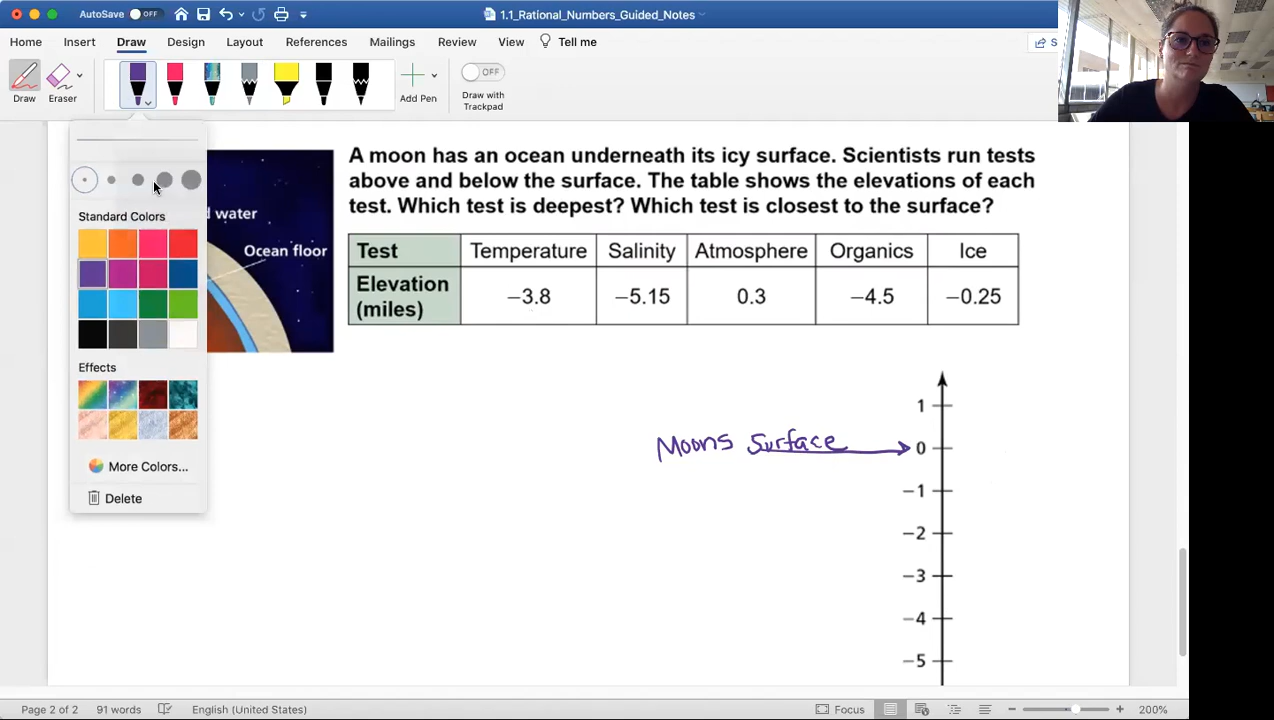 AutoSave OFF 1.1_Rational_Numbers_Guided_Notes
Home Insert Draw Design Layout References Mailings Review View Tell me S
Draw Eraser Add Pen OFF Draw with Trackpad
Standard Colors
Effects
More Colors...
Delete
d water
Ocean floor
A moon has an ocean underneath its icy surface. Scientists run tests
above and below the surface. The table shows the elevations of each
test. Which test is deepest? Which test is closest to the surface?
Test Temperature Salinity Atmosphere Organics Ice
Elevation (miles) −3.8 −5.15 0.3 −4.5 −0.25
1
Moons Surface 0
−1
−2
−3
−4
−5
Page 2 of 2 91 words English (United States) Focus 200%